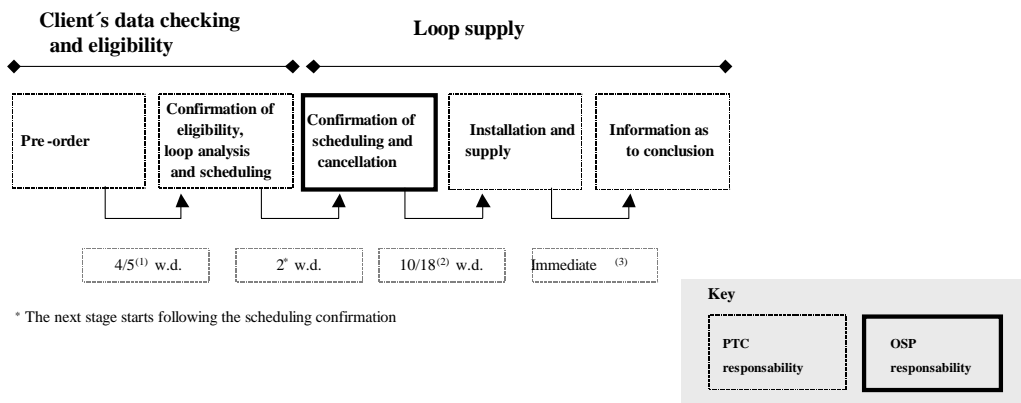 Client´s data checking
and eligibility
Loop supply
Pre-order
Confirmation of
eligibility,
loop analysis
and scheduling
Confirmation of
scheduling and
cancellation
Installation and
supply
Information as
to conclusion
4/5(1) w.d.
2* w.d.
10/18(2) w.d.
Immediate (3)
* The next stage starts following the scheduling confirmation
Key
PTC
responsability
OSP
responsability